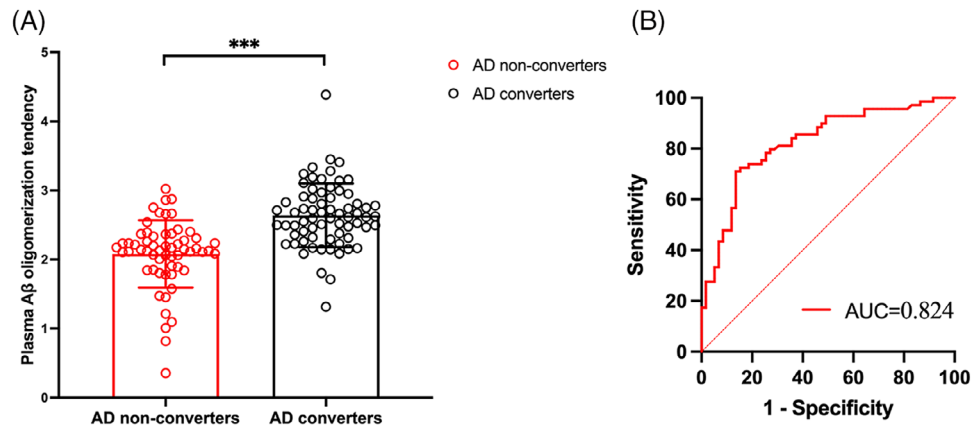 (A)
***
Plasma Aβ oligomerization tendency
5
4
3
2
1
0
AD non-converters
AD converters
AD non-converters
AD converters
(B)
Sensitivity
100
80
60
40
20
0
AUC=0.824
0 20 40 60 80 100
1 - Specificity